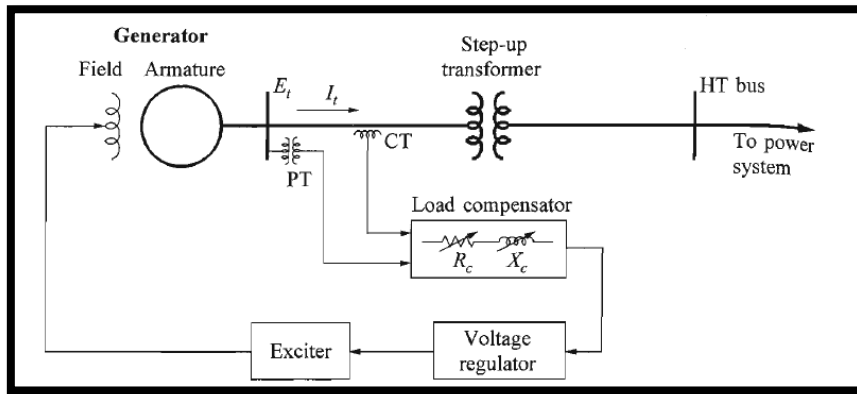 Generator
Field
Armature
E_t
I_t
Step-up
transformer
HT bus
To power
system
PT
CT
Load compensator
R_c
X_c
Exciter
Voltage
regulator